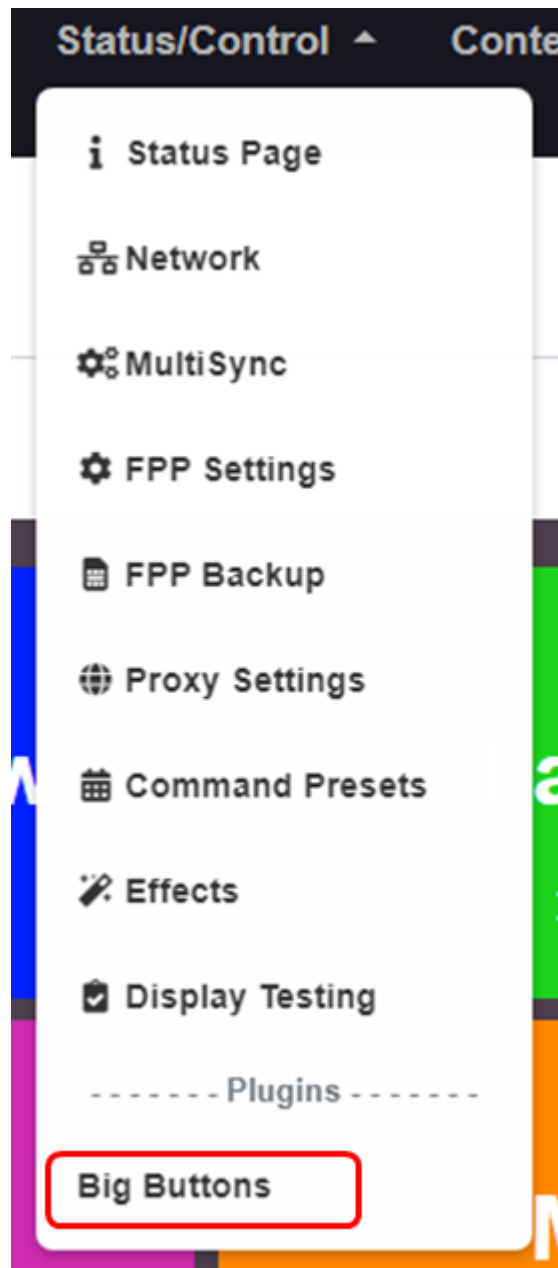 Status/Control Conte
Status Page
Network
MultiSync
FPP Settings
FPP Backup
Proxy Settings
Command Presets
Effects
Display Testing
- - - - - - - Plugins - - - - - - -
Big Buttons